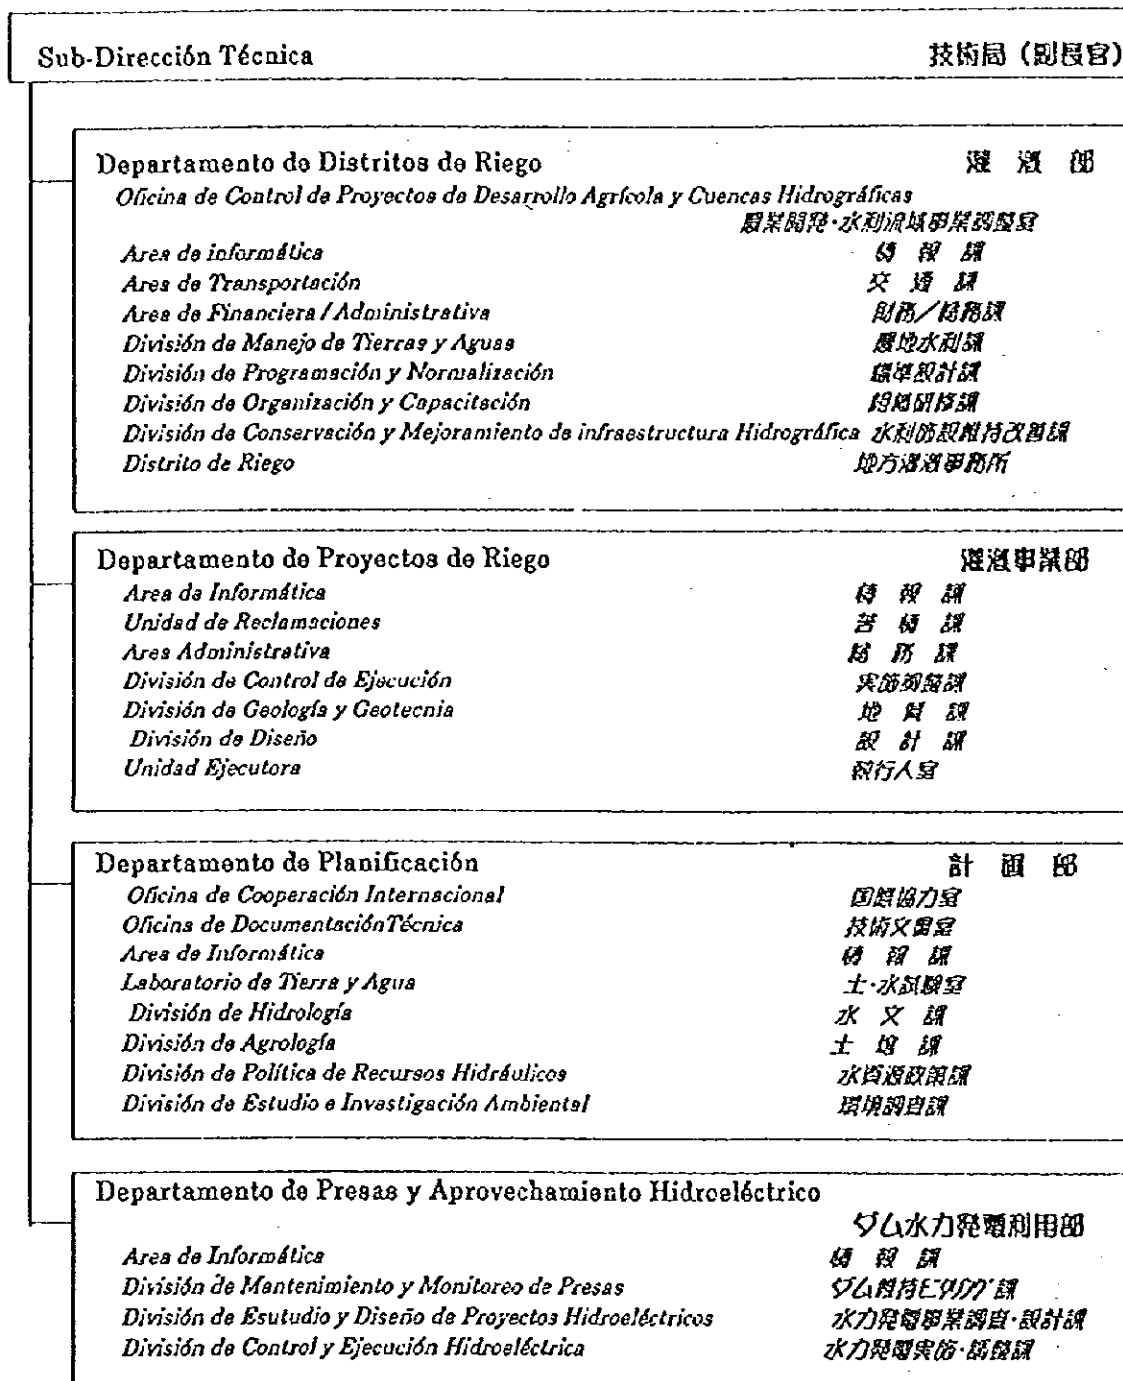 Sub-Dirección Técnica 技術局 (副長官)
Departamento de Distritos de Riego 灌漑部
Oficina de Control de Proyectos de Desarrollo Agrícola y Cuencas Hidrográficas
農業開発・水利流域事業調整室
Area de informática 情報課
Area de Transportación 交通課
Area de Financiera / Administrativa 財務/総務課
División de Manejo de Tierras y Aguas 農地水利課
División de Programación y Normalización 標準設計課
División de Organización y Capacitación 組織研修課
División de Conservación y Mejoramiento de infraestructura Hidrográfica 水利施設維持改善課
Distrito de Riego 地方灌漑事務所
Departamento de Proyectos de Riego 灌漑事業部
Area de Informática 情報課
Unidad de Reclamaciones 苦情課
Area Administrativa 総務課
División de Control de Ejecución 実施調整課
División de Geología y Geotecnia 地質課
División de Diseño 設計課
Unidad Ejecutora 執行人室
Departamento de Planificación 計画部
Oficina de Cooperación Internacional 国際協力室
Oficina de Documentación Técnica 技術文書室
Area de Informática 情報課
Laboratorio de Tierra y Agua 土・水試験室
División de Hidrología 水文課
División de Agrología 土壌課
División de Política de Recursos Hidráulicos 水資源政策課
División de Estudio e Investigación Ambiental 環境調査課
Departamento de Presas y Aprovechamiento Hidroeléctrico
ダム水力発電利用部
Area de Informática 情報課
División de Mantenimiento y Monitoreo de Presas ダム維持モニタリング課
División de Esutudio y Diseño de Proyectos Hidroeléctricos 水力発電事業調査・設計課
División de Control y Ejecución Hidroeléctrica 水力発電実施・調整課